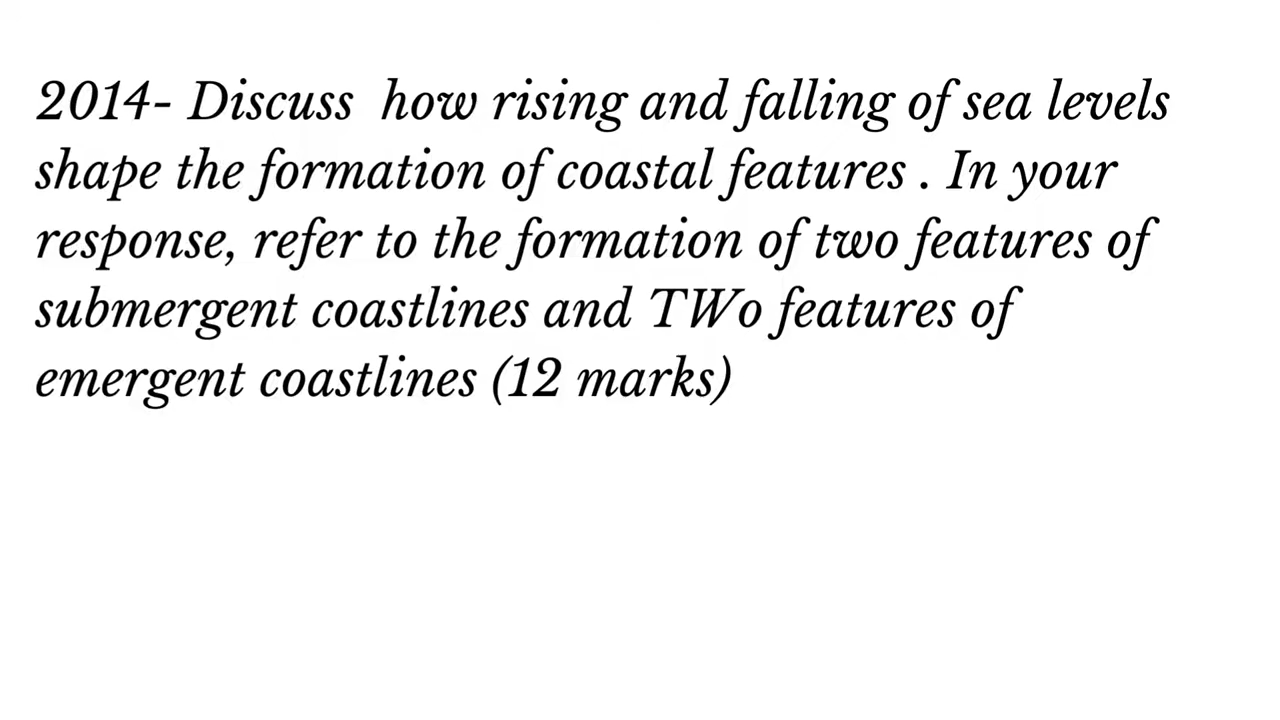 2014- Discuss how rising and falling of sea levels
shape the formation of coastal features . In your
response, refer to the formation of two features of
submergent coastlines and TWo features of
emergent coastlines (12 marks)